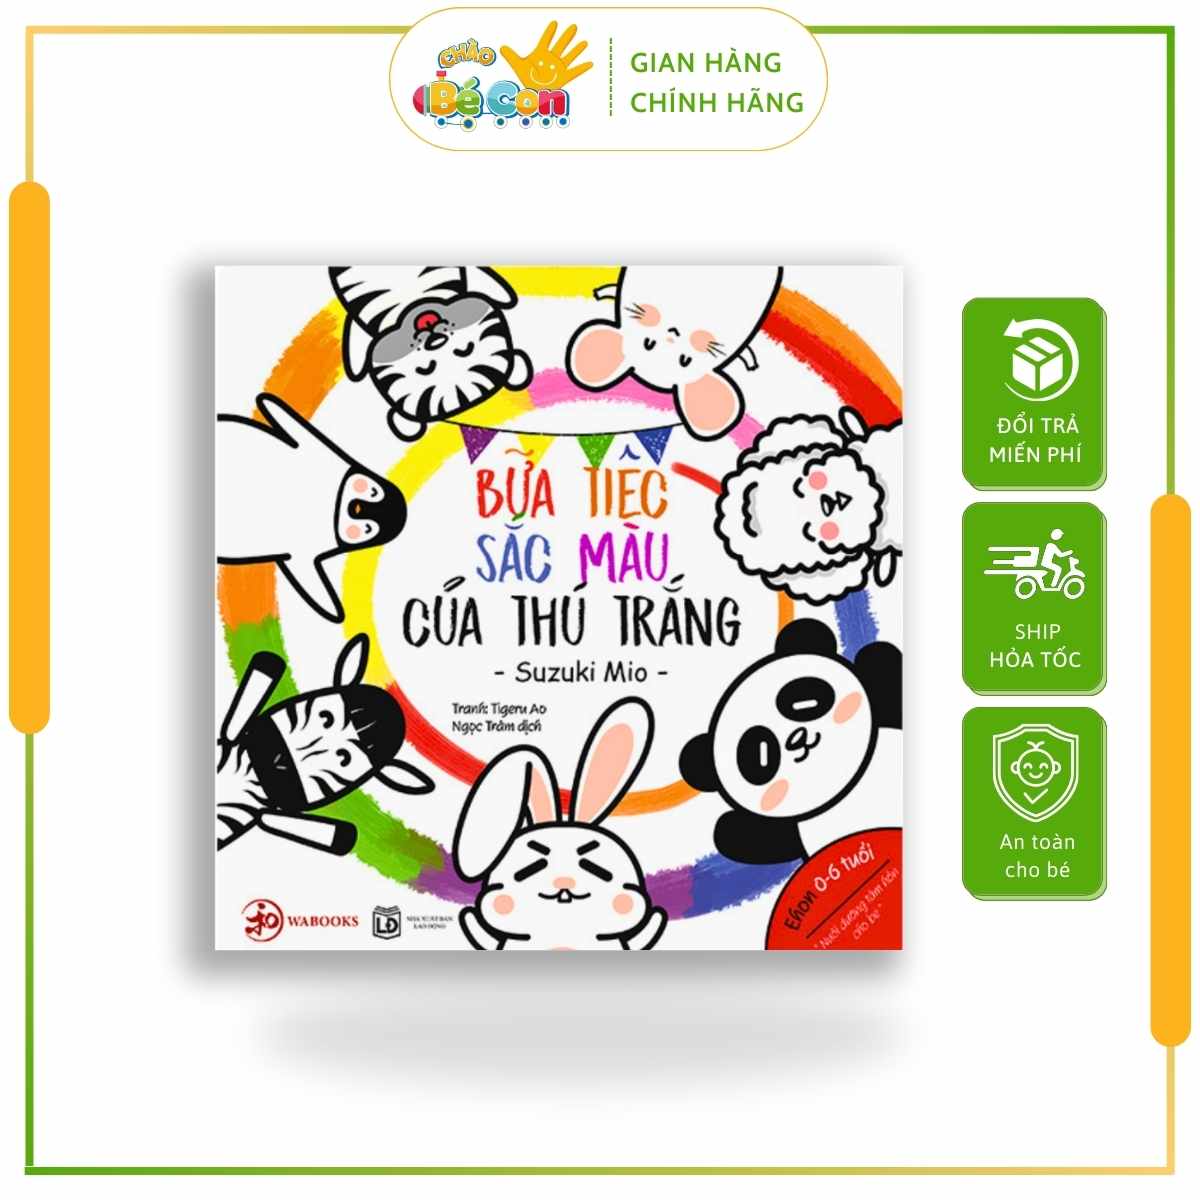 CHÀO
Bé Con
GIAN HÀNG
CHÍNH HÃNG
BỮA TIỆC
SẮC MÀU
CỦA THÚ TRẮNG
- Suzuki Mio -
Tranh: Tigeru Ao
Ngọc Trâm dịch
WABOOKS
LĐ
NHÀ XUẤT BẢN
LAO ĐỘNG
Ehon 0-6 tuổi
"Nuôi dưỡng tâm hồn
cho bé"
ĐỔI TRẢ
MIẾN PHÍ
SHIP
HỎA TỐC
An toàn
cho bé